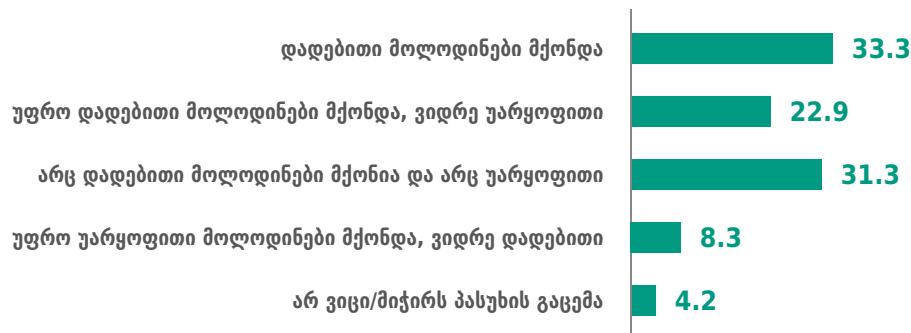 დადებითი მოლოდინები მქონდა 33.3
უფრო დადებითი მოლოდინები მქონდა, ვიდრე უარყოფითი 22.9
არც დადებითი მოლოდინები მქონია და არც უარყოფითი 31.3
უფრო უარყოფითი მოლოდინები მქონდა, ვიდრე დადებითი 8.3
არ ვიცი/მიჭირს პასუხის გაცემა 4.2